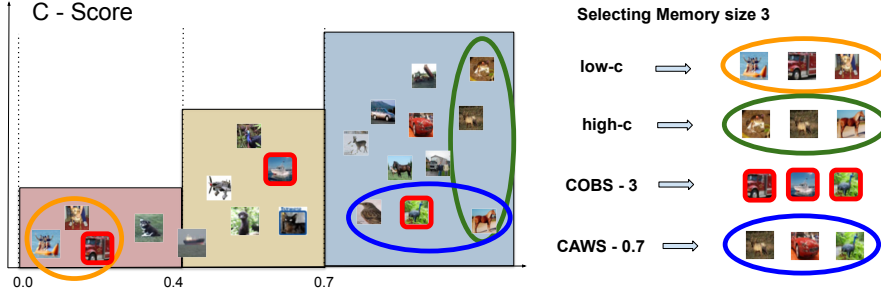 C - Score
0.0
0.4
0.7
Selecting Memory size 3
low-c
high-c
COBS - 3
CAWS - 0.7